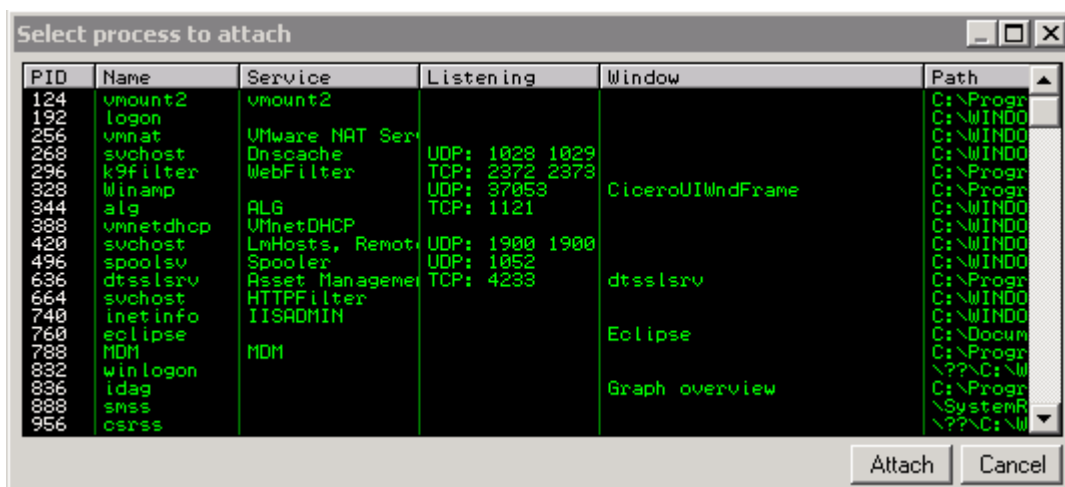 Select process to attach
PID Name Service Listening Window Path
124 vmount2 vmount2 C:\Progr
192 logon C:\WINDO
256 vmnat VMware NAT Serv C:\WINDO
268 svchost Dnscache UDP: 1028 1029 C:\WINDO
296 k9filter WebFilter TCP: 2372 2373 C:\Progr
328 Winamp UDP: 37053 CiceroUIWndFrame C:\Progr
344 alg ALG TCP: 1121 C:\WINDO
388 vmnetdhcp VMnetDHCP C:\WINDO
420 svchost LmHosts, Remote UDP: 1900 1900 C:\WINDO
496 spoolsv Spooler UDP: 1052 C:\WINDO
636 dtsslsrv Asset Managemen TCP: 4233 dtsslsrv C:\Progr
664 svchost HTTPFilter C:\WINDO
740 inetinfo IISADMIN C:\WINDO
760 eclipse Eclipse C:\Docum
788 MDM MDM C:\Progr
832 winlogon \??\C:\W
836 idag Graph overview C:\Progr
888 smss \SystemR
956 csrss \??\C:\W
Attach Cancel